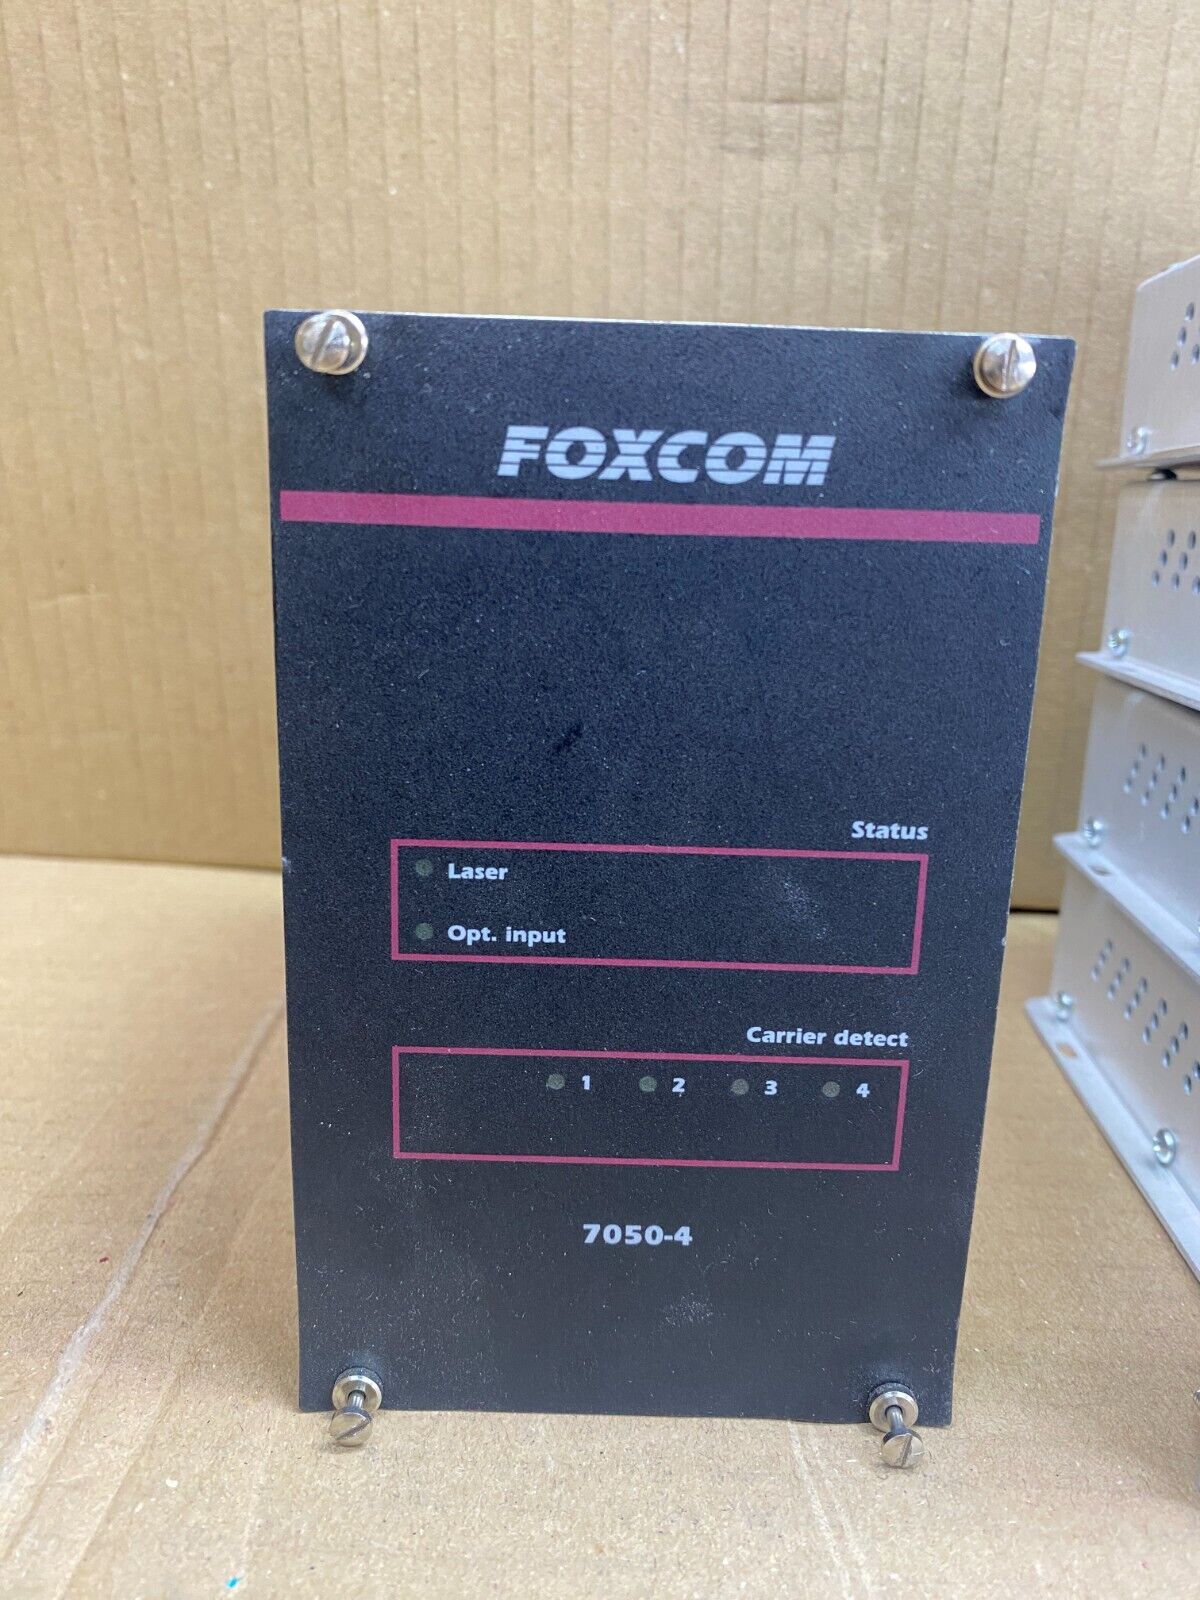 FOXCOM
Status
Laser
Opt. input
Carrier detect
1 2 3 4
7050-4